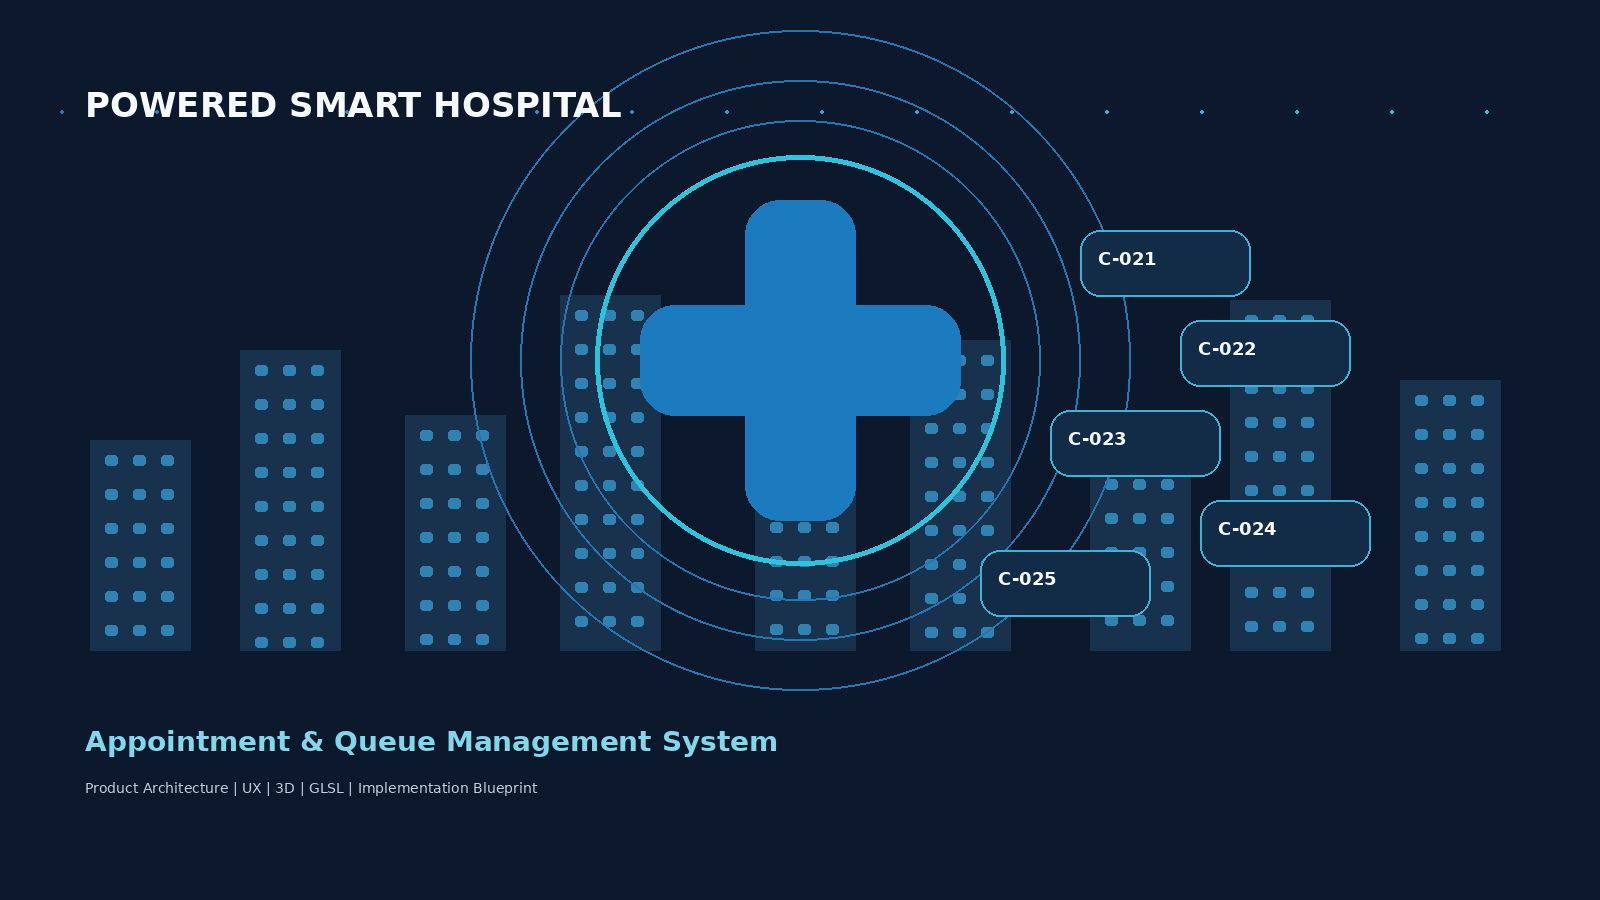 POWERED SMART HOSPITAL
C-021
C-022
C-023
C-024
C-025
Appointment & Queue Management System
Product Architecture | UX | 3D | GLSL | Implementation Blueprint